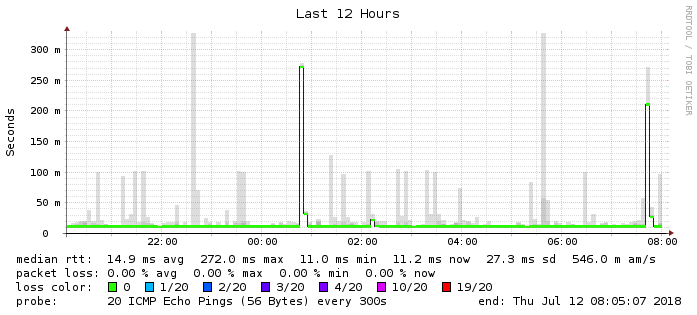 Last 12 Hours
RRDTOOL / TOBI OETIKER
Seconds
300 m
250 m
200 m
150 m
100 m
50 m
0
22:00 00:00 02:00 04:00 06:00 08:00
median rtt: 14.9 ms avg 272.0 ms max 11.0 ms min 11.2 ms now 27.3 ms sd 546.0 m am/s
packet loss: 0.00 % avg 0.00 % max 0.00 % min 0.00 % now
loss color: 0 1/20 2/20 3/20 4/20 10/20 19/20
probe: 20 ICMP Echo Pings (56 Bytes) every 300s end: Thu Jul 12 08:05:07 2018